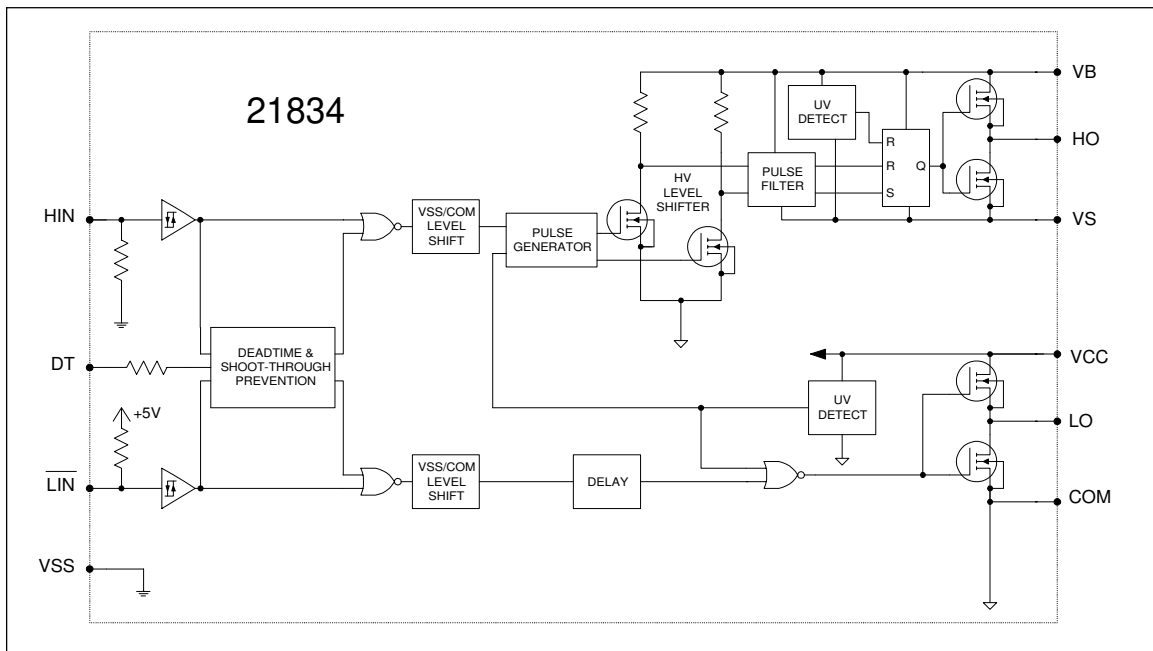 21834
VB
UV
DETECT
HO
R
R
Q
S
PULSE
FILTER
HV
LEVEL
SHIFTER
VS
HIN
VSS/COM
LEVEL
SHIFT
PULSE
GENERATOR
DEADTIME &
SHOOT-THROUGH
PREVENTION
DT
VCC
UV
DETECT
+5V
LO
LIN
VSS/COM
LEVEL
SHIFT
DELAY
COM
VSS